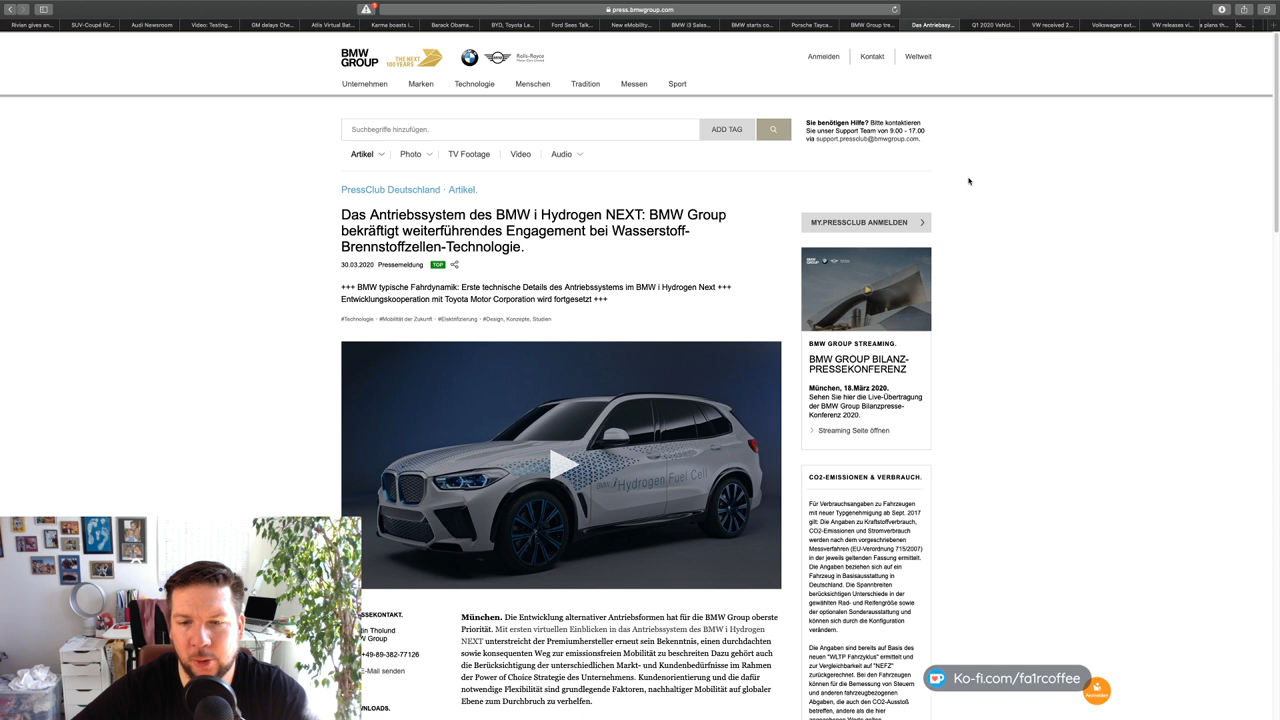 press.bmwgroup.com
Rivian gives an...
SUV-Coupé für...
Audi Newsroom
Video: Testing...
GM delays Che...
Atlis Virtual Bat...
Karma boasts i...
Barack Obama...
BYD, Toyota La...
Ford Sees Talk...
New eMobility...
BMW i3 Sales...
BMW starts co...
Porsche Tayca...
BMW Group tre...
Das Antriebssy...
Q1 2020 Vehicl...
VW received 2...
Volkswagen ext...
VW releases vi...
a plans th...
do...
BMW
GROUP
THE NEXT
100 YEARS
Rolls-Royce
Motor Cars Limited
Anmelden
Kontakt
Weltweit
Unternehmen
Marken
Technologie
Menschen
Tradition
Messen
Sport
Suchbegriffe hinzufügen.
ADD TAG
Sie benötigen Hilfe? Bitte kontaktieren
Sie unser Support Team von 9.00 - 17.00
via support.pressclub@bmwgroup.com.
Artikel
Photo
TV Footage
Video
Audio
PressClub Deutschland · Artikel.
Das Antriebssystem des BMW i Hydrogen NEXT: BMW Group
bekräftigt weiterführendes Engagement bei Wasserstoff-
Brennstoffzellen-Technologie.
30.03.2020 Pressemeldung TOP
+++ BMW typische Fahrdynamik: Erste technische Details des Antriebssystems im BMW i Hydrogen Next +++
Entwicklungskooperation mit Toyota Motor Corporation wird fortgesetzt +++
#Technologie · #Mobilität der Zukunft · #Elektrifizierung · #Design, Konzepte, Studien
BMW i Hydrogen Fuel Cell
MY.PRESSCLUB ANMELDEN
BMW GROUP STREAMING.
BMW GROUP BILANZ-
PRESSEKONFERENZ
München, 18.März 2020.
Sehen Sie hier die Live-Übertragung
der BMW Group Bilanzpresse-
Konferenz 2020.
Streaming Seite öffnen
CO2-EMISSIONEN & VERBRAUCH.
Für Verbrauchsangaben zu Fahrzeugen
mit neuer Typgenehmigung ab Sept. 2017
gilt: Die Angaben zu Kraftstoffverbrauch,
CO2-Emissionen und Stromverbrauch
werden nach dem vorgeschriebenen
Messverfahren (EU-Verordnung 715/2007)
in der jeweils geltenden Fassung ermittelt.
Die Angaben beziehen sich auf ein
Fahrzeug in Basisausstattung in
Deutschland. Die Spannbreiten
berücksichtigen Unterschiede in der
gewählten Rad- und Reifengröße sowie
der optionalen Sonderausstattung und
können sich durch die Konfiguration
verändern.
Die Angaben sind bereits auf Basis des
neuen "WLTP Fahrzyklus" ermittelt und
zur Vergleichbarkeit auf "NEFZ"
zurückgerechnet. Bei den Fahrzeugen
können für die Bemessung von Steuern
und anderen fahrzeugbezogenen
Abgaben, die auch den CO2-Ausstoß
betreffen, andere als die hier
SSEKONTAKT.
in Tholund
W Group
+49-89-382-77126
E-Mail senden
WNLOADS.
München. Die Entwicklung alternativer Antriebsformen hat für die BMW Group oberste
Priorität. Mit ersten virtuellen Einblicken in das Antriebssystem des BMW i Hydrogen
NEXT unterstreicht der Premiumhersteller erneut sein Bekenntnis, einen durchdachten
sowie konsequenten Weg zur emissionsfreien Mobilität zu beschreiten Dazu gehört auch
die Berücksichtigung der unterschiedlichen Markt- und Kundenbedürfnisse im Rahmen
der Power of Choice Strategie des Unternehmens. Kundenorientierung und die dafür
notwendige Flexibilität sind grundlegende Faktoren, nachhaltiger Mobilität auf globaler
Ebene zum Durchbruch zu verhelfen.
Ko-fi.com/fa1rcoffee
Anmelden